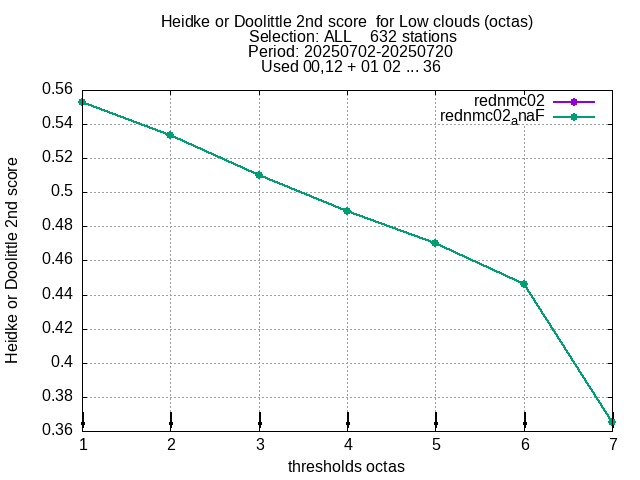 Heidke or Doolittle 2nd score  for Low clouds (octas)
Selection: ALL    632 stations
Period: 20250702-20250720
Used 00,12 + 01 02 ... 36
rednmc02
rednmc02anaF
Heidke or Doolittle 2nd score
0.56
0.54
0.52
0.5
0.48
0.46
0.44
0.42
0.4
0.38
0.36
1 2 3 4 5 6 7
thresholds octas